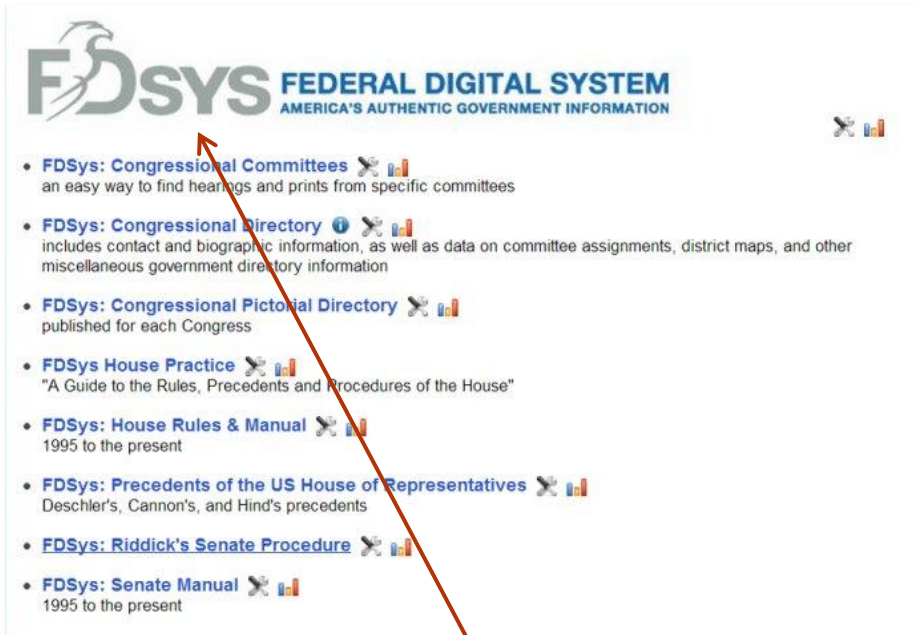 FDSYS FEDERAL DIGITAL SYSTEM
AMERICA'S AUTHENTIC GOVERNMENT INFORMATION
• FDSys: Congressional Committees
an easy way to find hearings and prints from specific committees
• FDSys: Congressional Directory
includes contact and biographic information, as well as data on committee assignments, district maps, and other
miscellaneous government directory information
• FDSys: Congressional Pictorial Directory
published for each Congress
• FDSys House Practice
"A Guide to the Rules, Precedents and Procedures of the House"
• FDSys: House Rules & Manual
1995 to the present
• FDSys: Precedents of the US House of Representatives
Deschler's, Cannon's, and Hind's precedents
• FDSys: Riddick's Senate Procedure
• FDSys: Senate Manual
1995 to the present